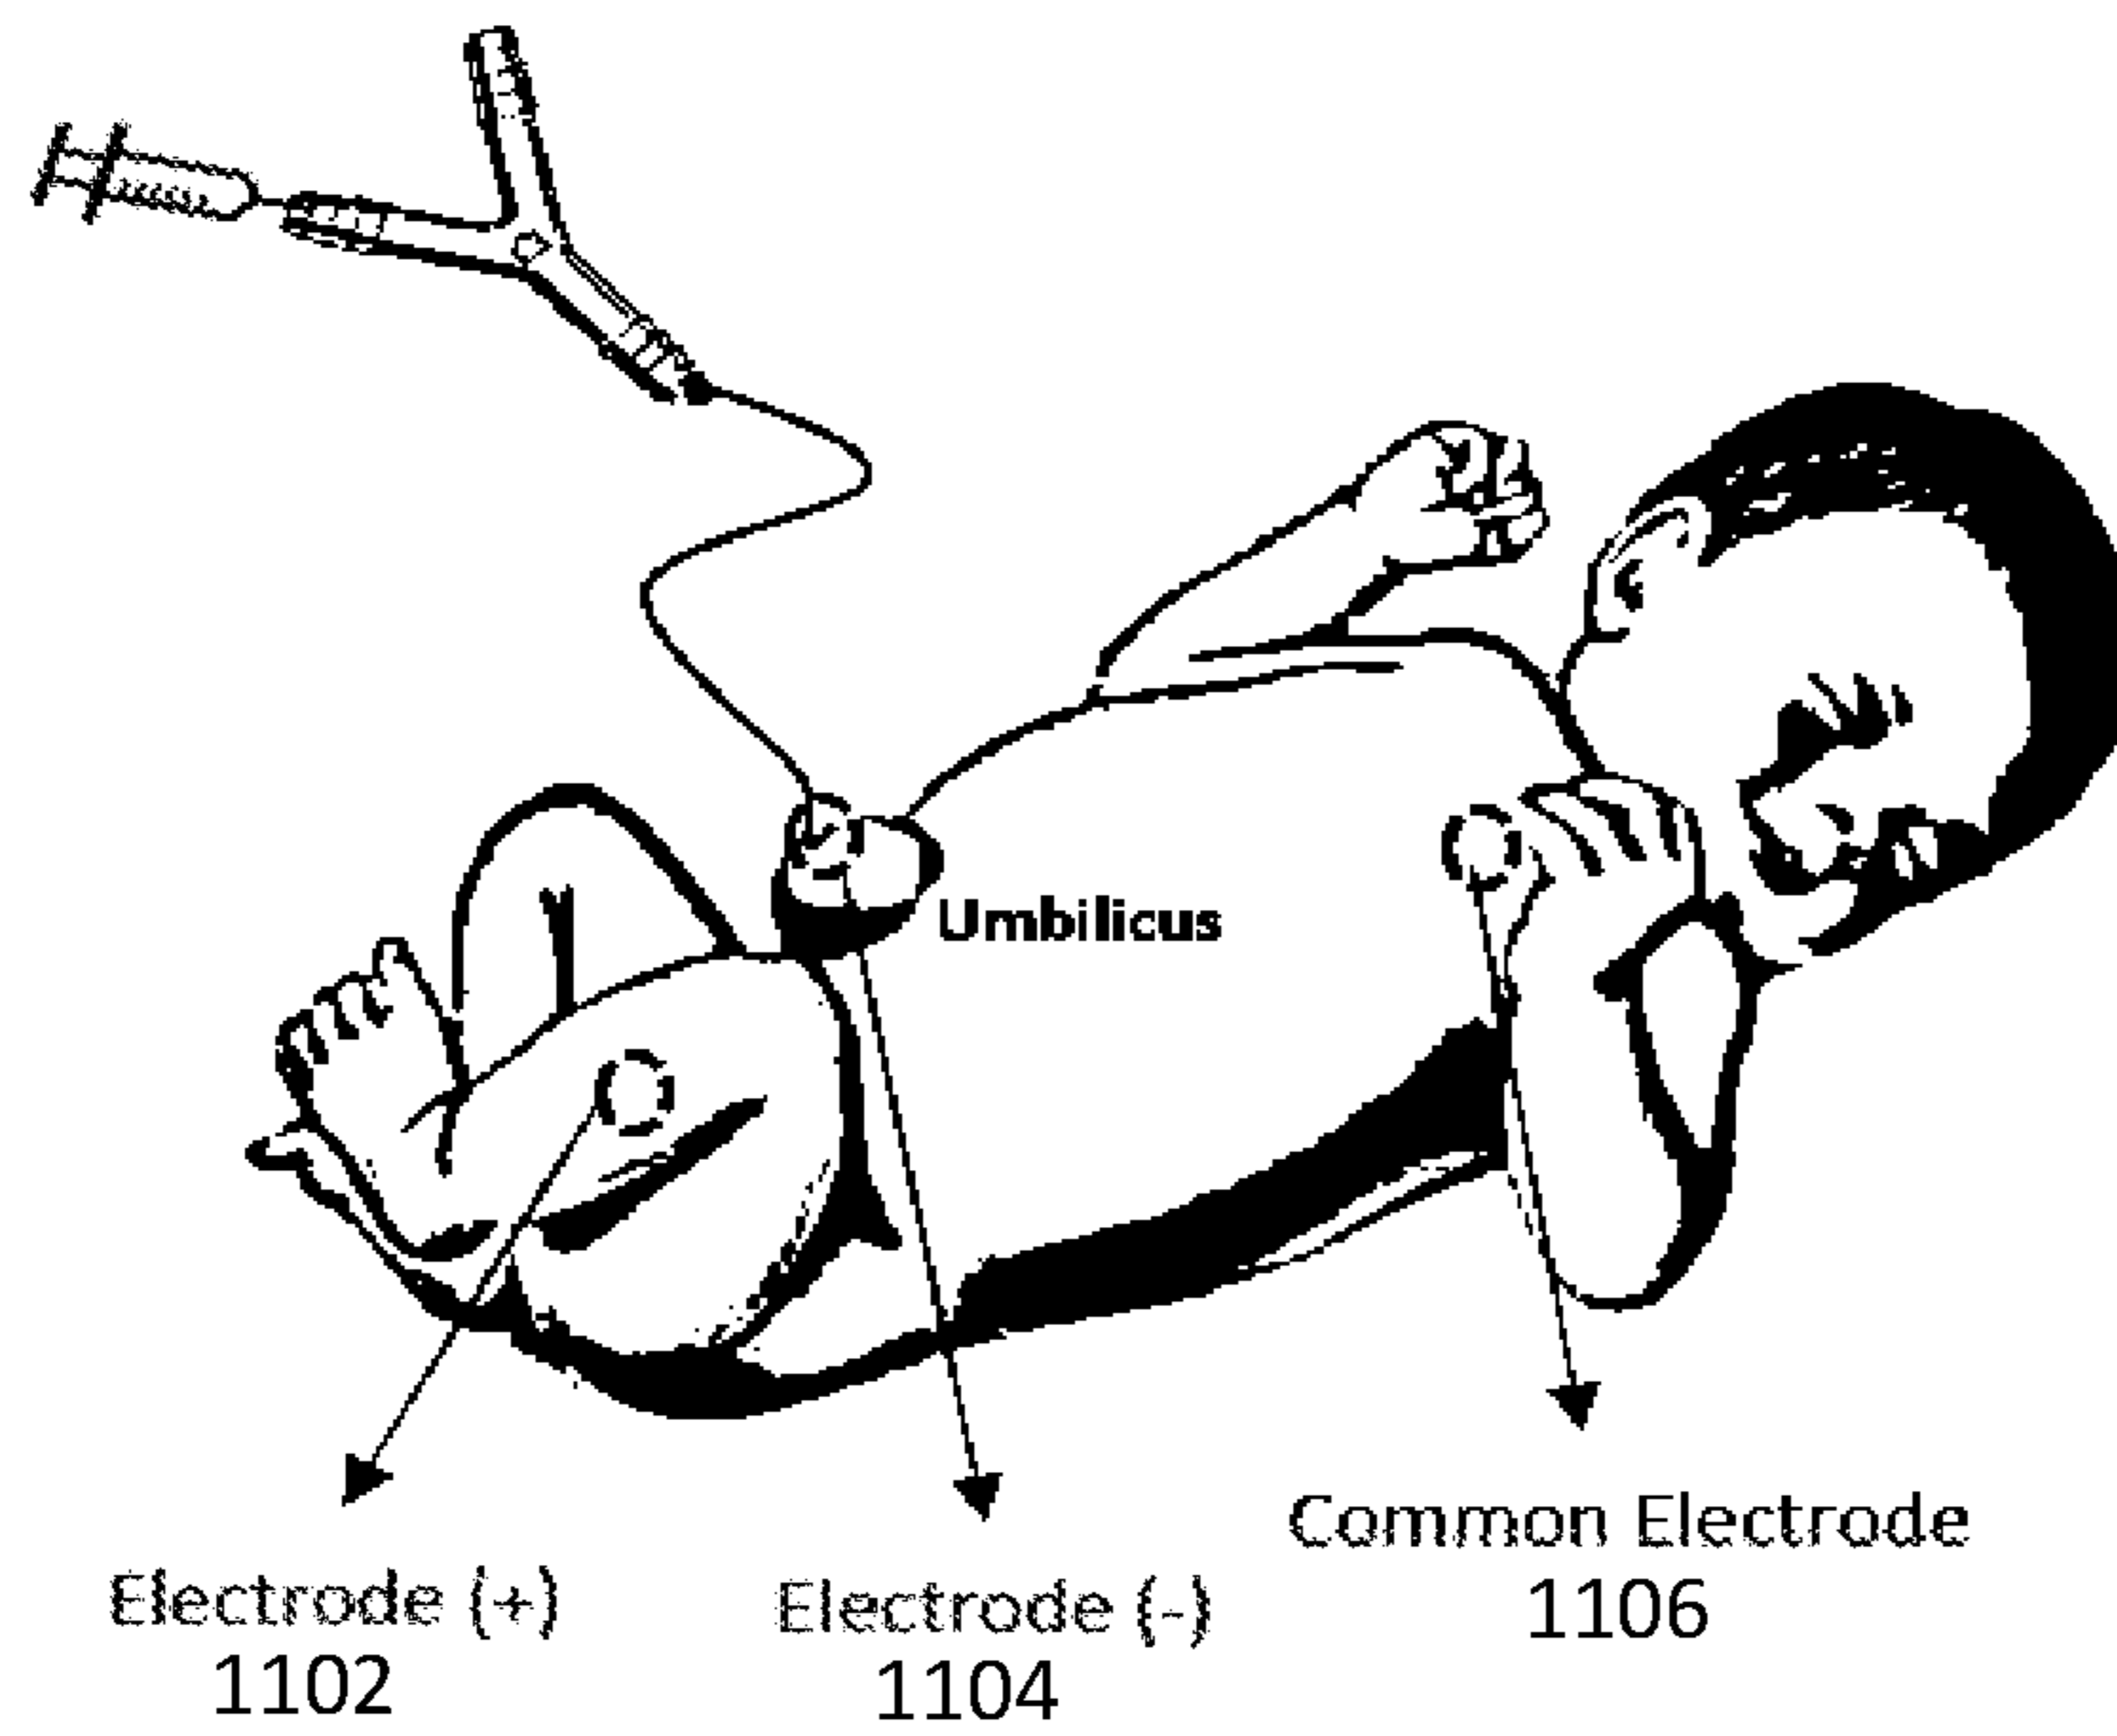 Umbilicus
Common Electrode
1106
Electrode (+)
1102
Electrode (-)
1104